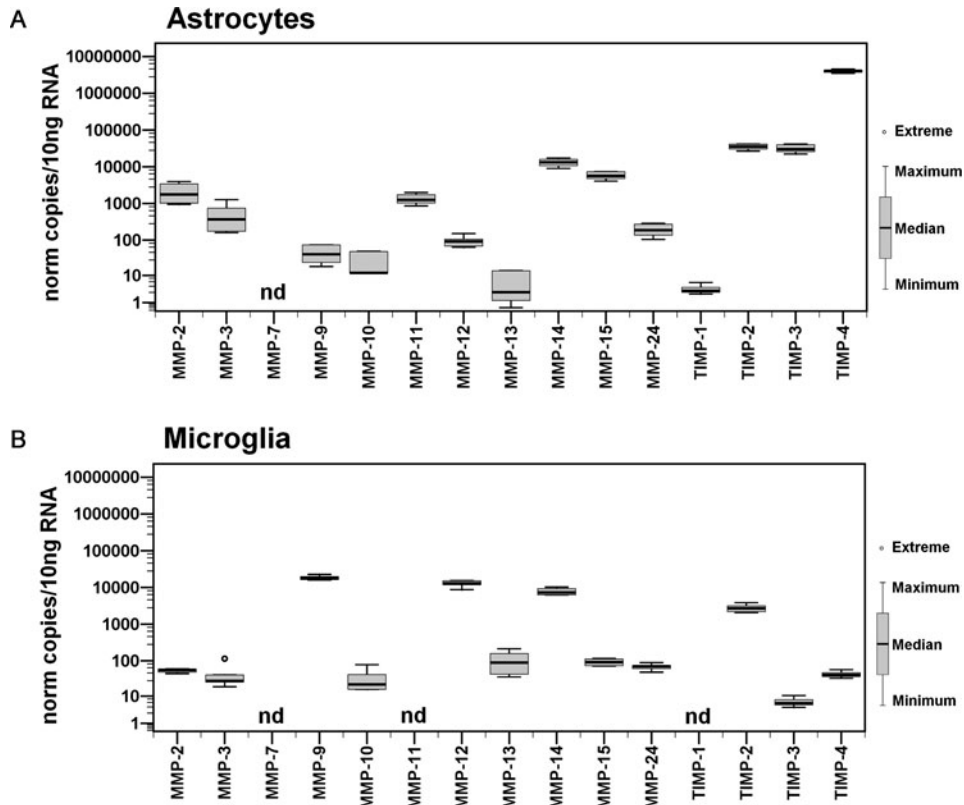 A
Astrocytes
norm copies/10ng RNA
10000000
1000000
100000
10000
1000
100
10
1
nd
MMP-2
MMP-3
MMP-7
MMP-9
MMP-10
MMP-11
MMP-12
MMP-13
MMP-14
MMP-15
MMP-24
TIMP-1
TIMP-2
TIMP-3
TIMP-4
Extreme
Maximum
Median
Minimum
B
Microglia
norm copies/10ng RNA
10000000
1000000
100000
10000
1000
100
10
1
nd
nd
nd
MMP-2
MMP-3
MMP-7
MMP-9
MMP-10
MMP-11
MMP-12
MMP-13
MMP-14
MMP-15
MMP-24
TIMP-1
TIMP-2
TIMP-3
TIMP-4
Extreme
Maximum
Median
Minimum